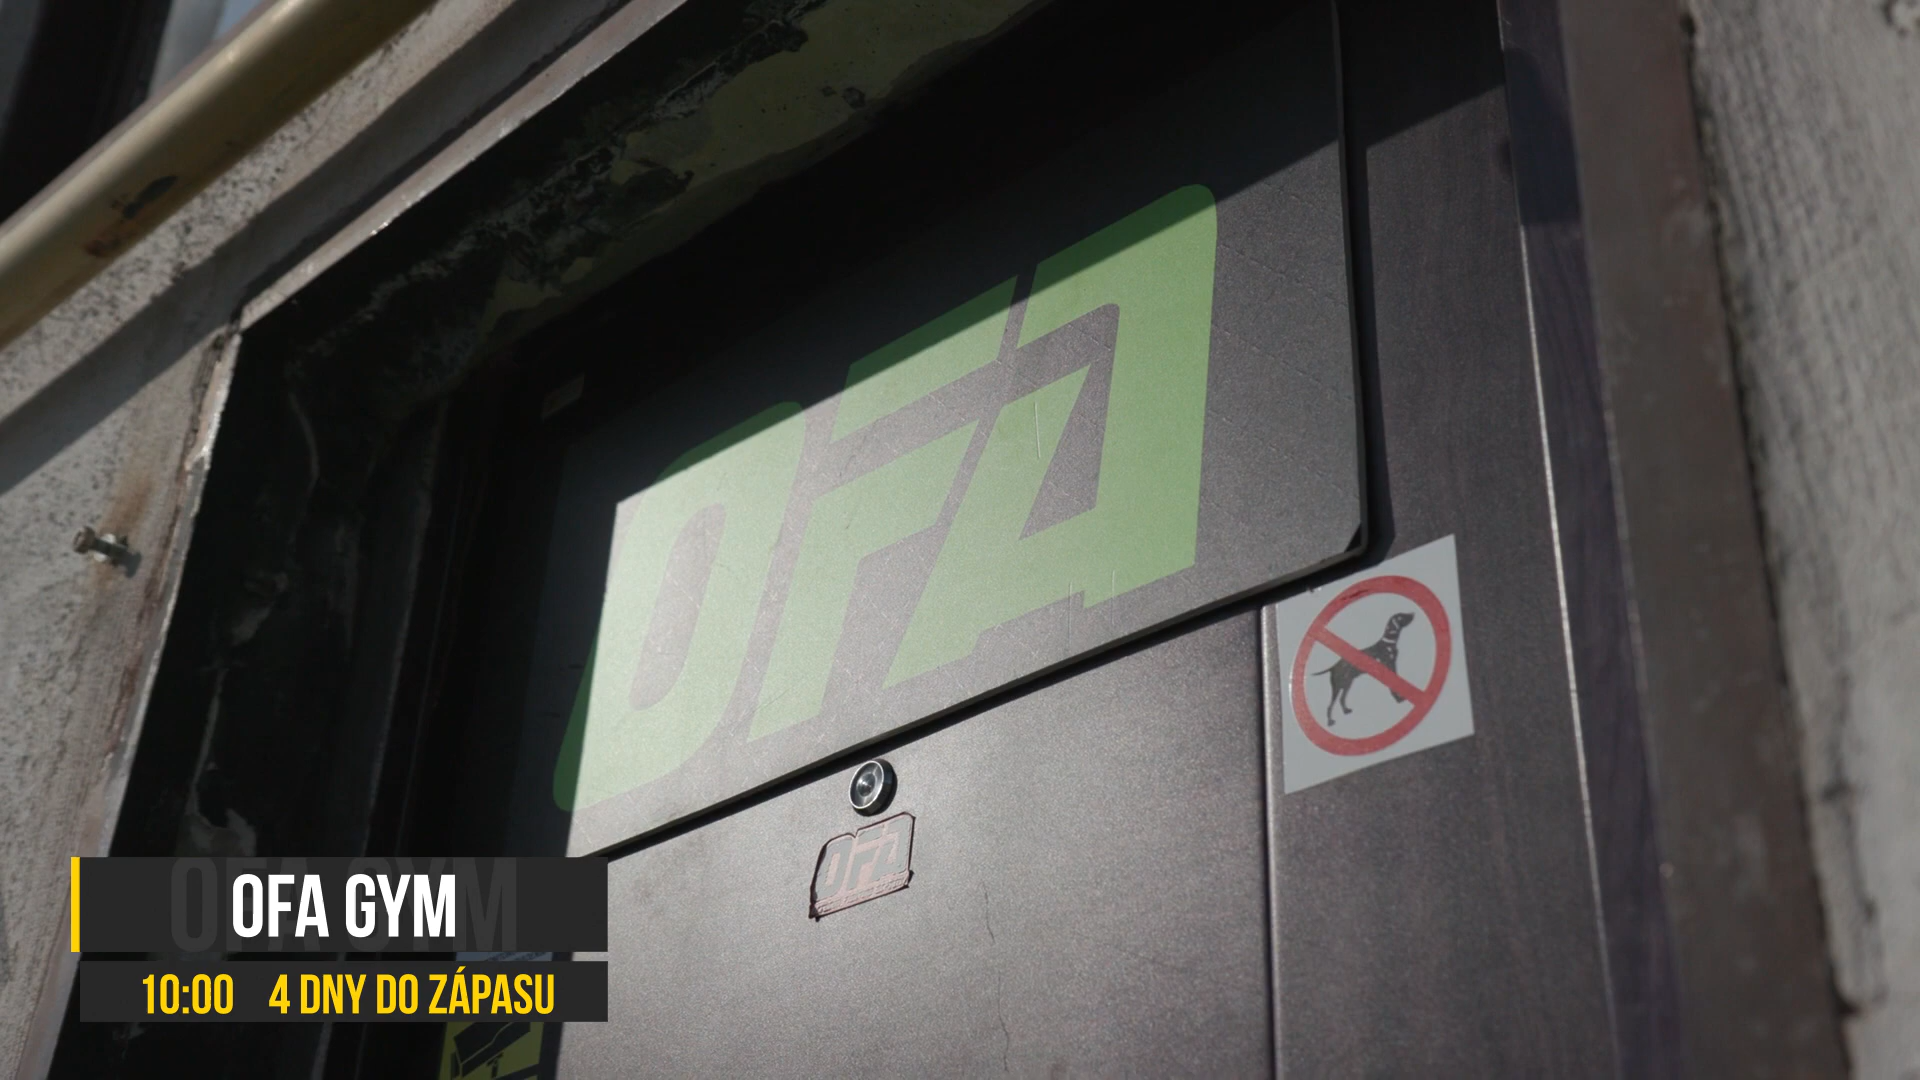 OFA
OFA
OFA GYM
10:00 4 DNY DO ZÁPASU